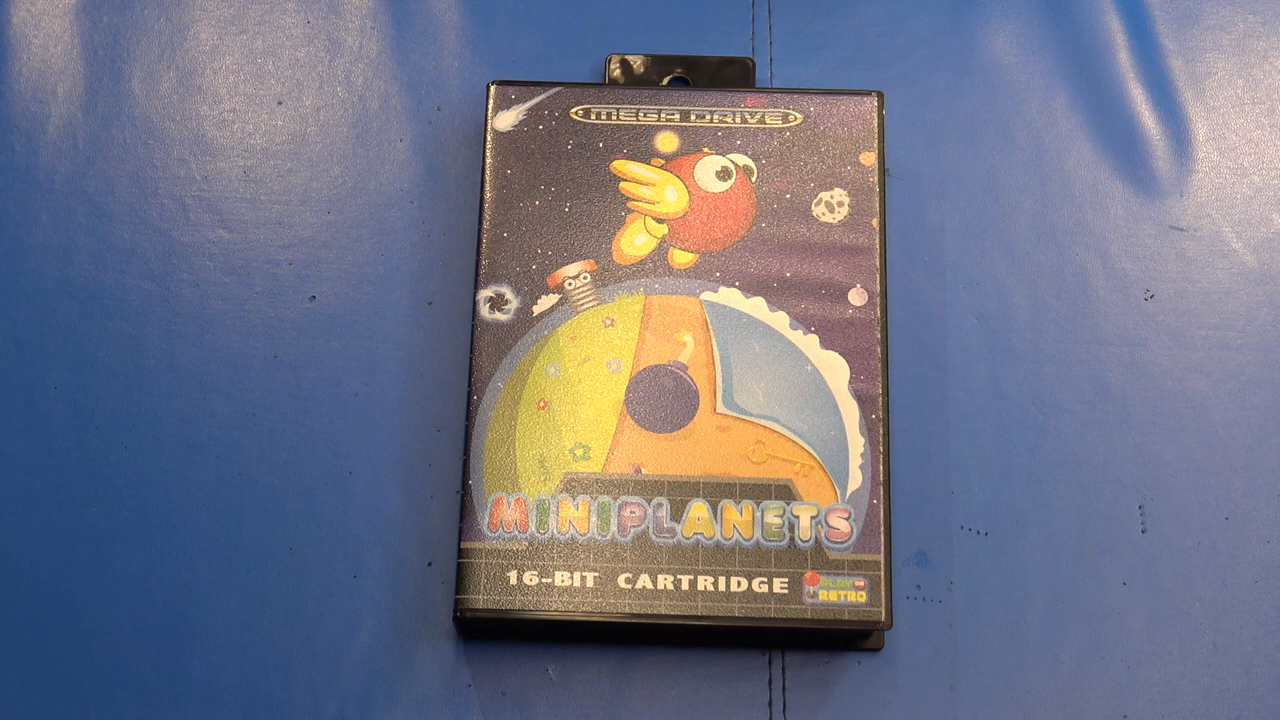 MEGA DRIVE
MINIPLANETS
16-BIT CARTRIDGE
PLAY ON
RETRO